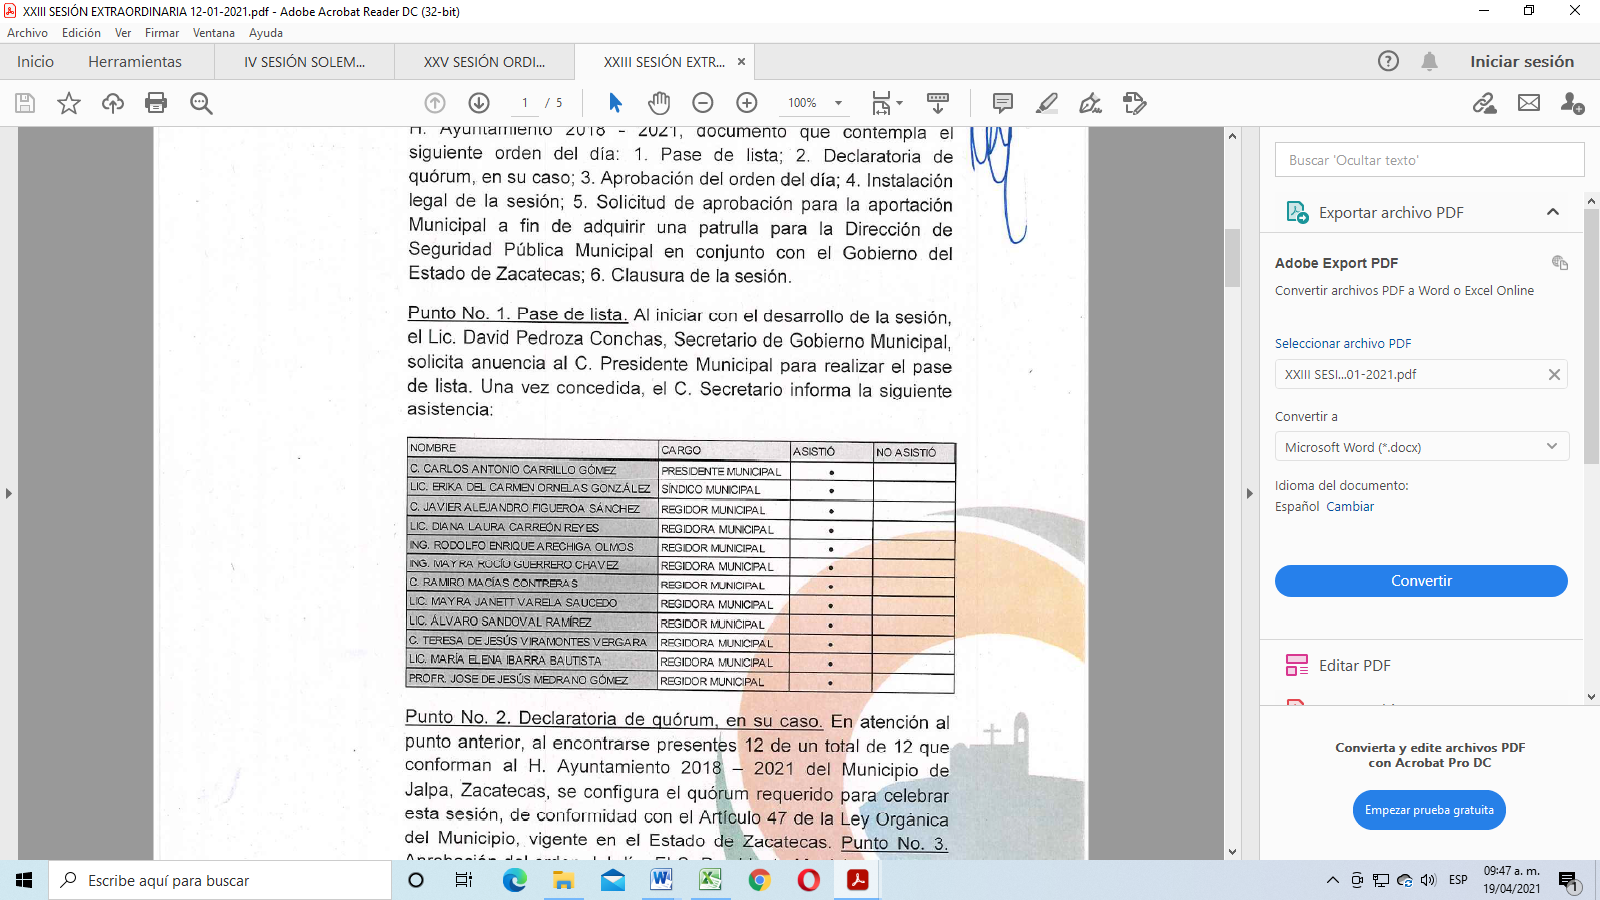 XXIII SESIÓN EXTRAORDINARIA 12-01-2021.pdf - Adobe Acrobat Reader DC (32-bit)
Archivo Edición Ver Firmar Ventana Ayuda
Inicio Herramientas IV SESIÓN SOLEM... XXV SESIÓN ORDI... XXIII SESIÓN EXTR... ×
1 / 5 100%
Iniciar sesión
H. Ayuntamiento 2018 - 2021, documento que contempla el
siguiente orden del día: 1. Pase de lista; 2. Declaratoria de
quórum, en su caso; 3. Aprobación del orden del día; 4. Instalación
legal de la sesión; 5. Solicitud de aprobación para la aportación
Municipal a fin de adquirir una patrulla para la Dirección de
Seguridad Pública Municipal en conjunto con el Gobierno del
Estado de Zacatecas; 6. Clausura de la sesión.
Punto No. 1. Pase de lista. Al iniciar con el desarrollo de la sesión,
el Lic. David Pedroza Conchas, Secretario de Gobierno Municipal,
solicita anuencia al C. Presidente Municipal para realizar el pase
de lista. Una vez concedida, el C. Secretario informa la siguiente
asistencia:
NOMBRE CARGO ASISTIÓ NO ASISTIÓ
C. CARLOS ANTONIO CARRILLO GÓMEZ PRESIDENTE MUNICIPAL •
LIC. ERIKA DEL CARMEN ORNELAS GONZÁLEZ SÍNDICO MUNICIPAL •
C. JAVIER ALEJANDRO FIGUEROA SÁNCHEZ REGIDOR MUNICIPAL •
LIC. DIANA LAURA CARREÓN REYES REGIDORA MUNICIPAL •
ING. RODOLFO ENRIQUE ARECHIGA OLMOS REGIDOR MUNICIPAL •
ING. MAYRA ROCÍO GUERRERO CHAVEZ REGIDORA MUNICIPAL •
C. RAMIRO MACÍAS CONTRERAS REGIDOR MUNICIPAL •
LIC. MAYRA JANETT VARELA SAUCEDO REGIDORA MUNICIPAL •
LIC. ÁLVARO SANDOVAL RAMÍREZ REGIDOR MUNICIPAL •
C. TERESA DE JESÚS VIRAMONTES VERGARA REGIDORA MUNICIPAL •
LIC. MARÍA ELENA IBARRA BAUTISTA REGIDORA MUNICIPAL •
PROFR. JOSE DE JESÚS MEDRANO GÓMEZ REGIDOR MUNICIPAL •
Punto No. 2. Declaratoria de quórum, en su caso. En atención al
punto anterior, al encontrarse presentes 12 de un total de 12 que
conforman al H. Ayuntamiento 2018 – 2021 del Municipio de
Jalpa, Zacatecas, se configura el quórum requerido para celebrar
esta sesión, de conformidad con el Artículo 47 de la Ley Orgánica
del Municipio, vigente en el Estado de Zacatecas. Punto No. 3.
Buscar 'Ocultar texto'
Exportar archivo PDF
Adobe Export PDF
Convertir archivos PDF a Word o Excel Online
Seleccionar archivo PDF
XXIII SESI...01-2021.pdf
Convertir a
Microsoft Word (*.docx)
Idioma del documento:
Español Cambiar
Convertir
Editar PDF
Convierta y edite archivos PDF
con Acrobat Pro DC
Empezar prueba gratuita
Escribe aquí para buscar
ESP
09:47 a. m.
19/04/2021
1